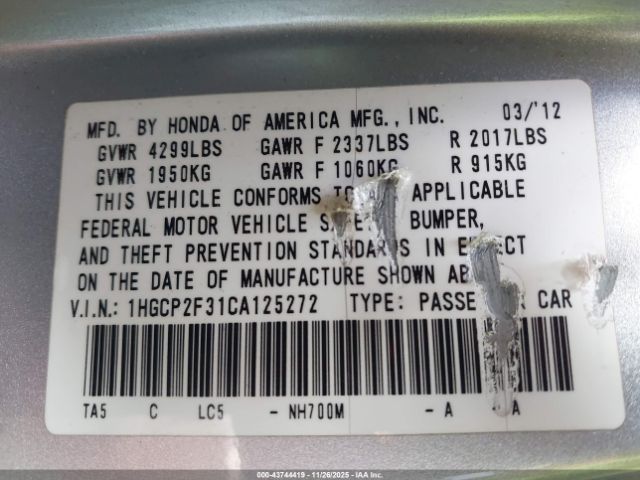 MFD. BY HONDA OF AMERICA MFG., INC. 03/'12
GVWR 4299LBS GAWR F 2337LBS R 2017LBS
GVWR 1950KG GAWR F 1060KG R 915KG
THIS VEHICLE CONFORMS TO APPLICABLE
FEDERAL MOTOR VEHICLE BUMPER,
AND THEFT PREVENTION STANDARDS IN EFFECT
ON THE DATE OF MANUFACTURE SHOWN AB
V.I.N.: 1HGCP2F31CA125272 TYPE: PASSE R CAR
TA5 C LC5 - NH700M - A A
000-43744419 | 11/26/2025 - IAA Inc.